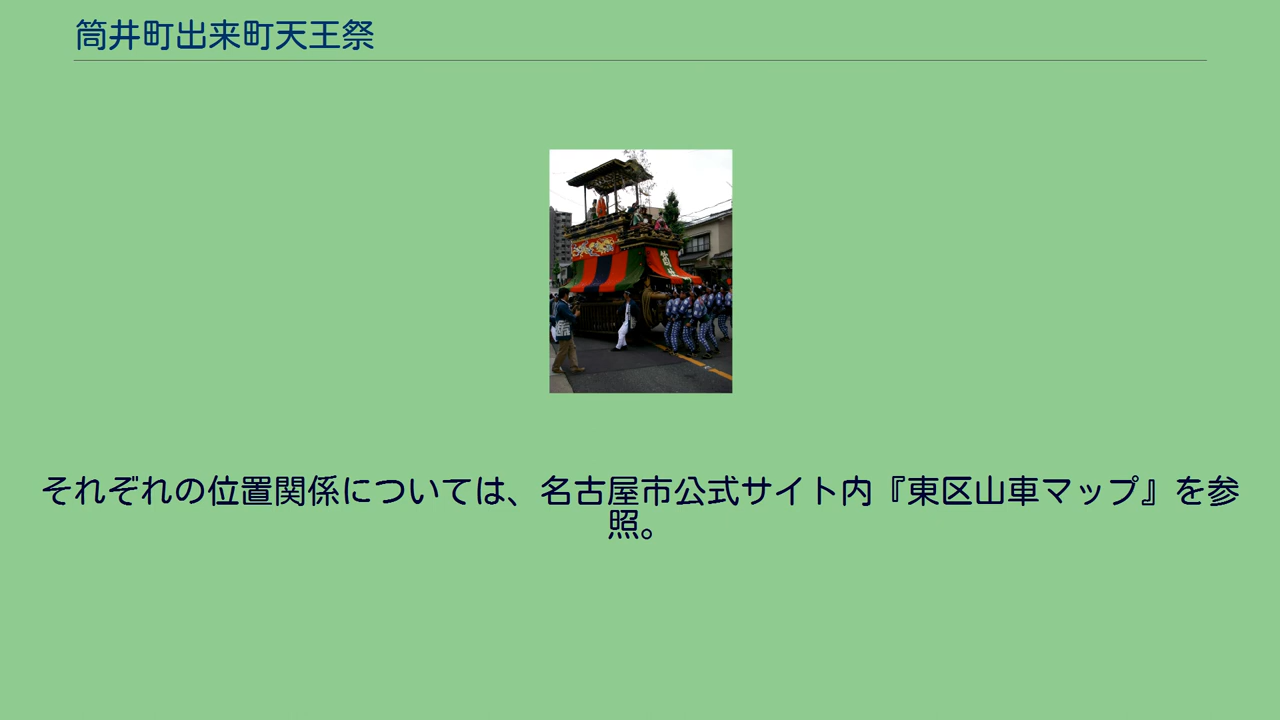 筒井町出来町天王祭
それぞれの位置関係については、名古屋市公式サイト内『東区山車マップ』を参
照。